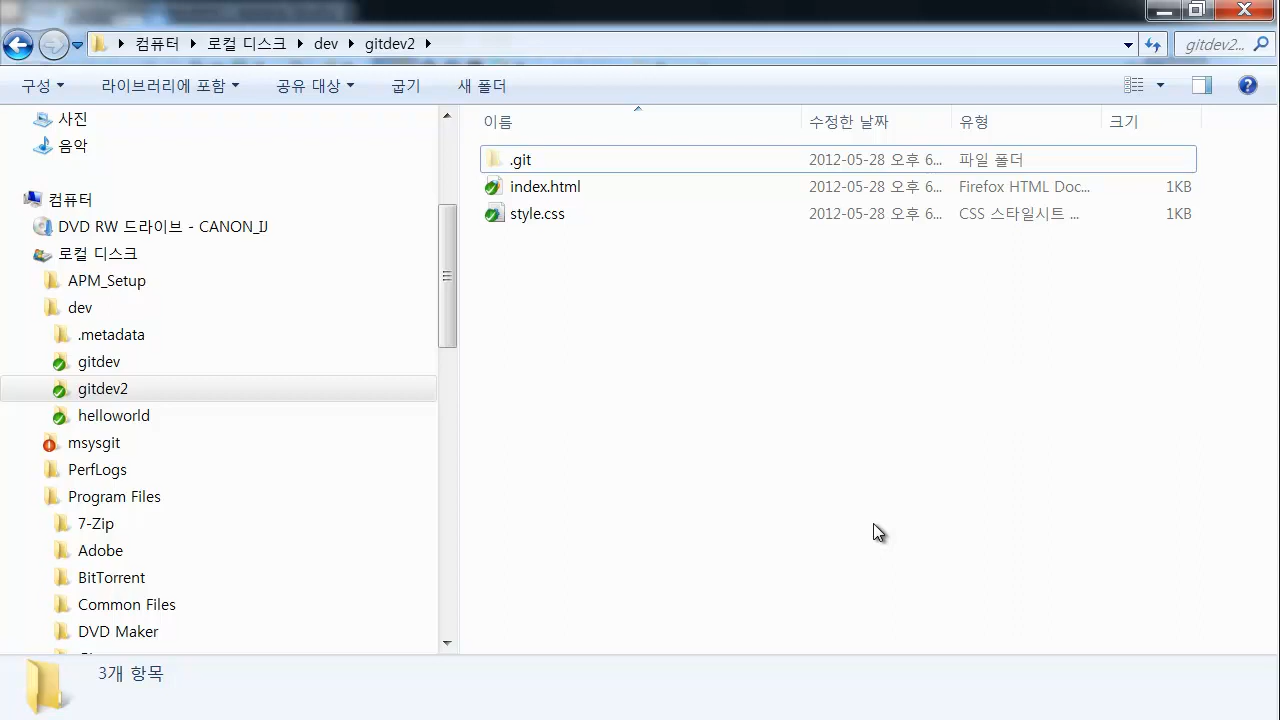 컴퓨터 로컬 디스크 dev gitdev2 gitdev2...
구성 라이브러리에 포함 공유 대상 굽기 새 폴더
사진
음악
컴퓨터
DVD RW 드라이브 - CANON_IJ
로컬 디스크
APM_Setup
dev
.metadata
gitdev
gitdev2
helloworld
msysgit
PerfLogs
Program Files
7-Zip
Adobe
BitTorrent
Common Files
DVD Maker
이름 수정한 날짜 유형 크기
.git 2012-05-28 오후 6... 파일 폴더
index.html 2012-05-28 오후 6... Firefox HTML Doc... 1KB
style.css 2012-05-28 오후 6... CSS 스타일시트 ... 1KB
3개 항목